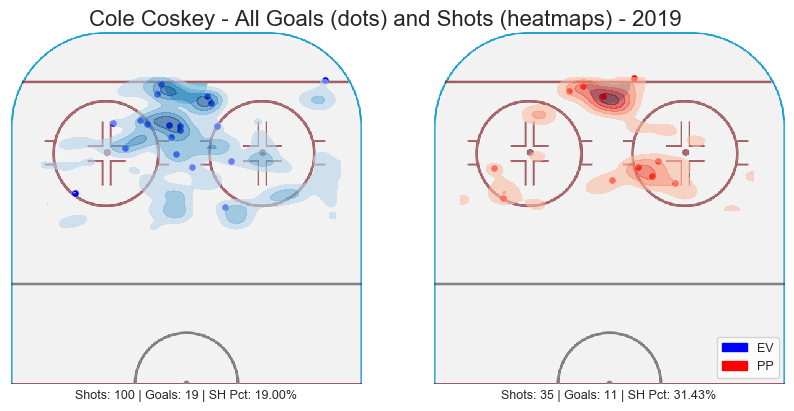 Cole Coskey - All Goals (dots) and Shots (heatmaps) - 2019
EV
PP
Shots: 100 | Goals: 19 | SH Pct: 19.00%
Shots: 35 | Goals: 11 | SH Pct: 31.43%